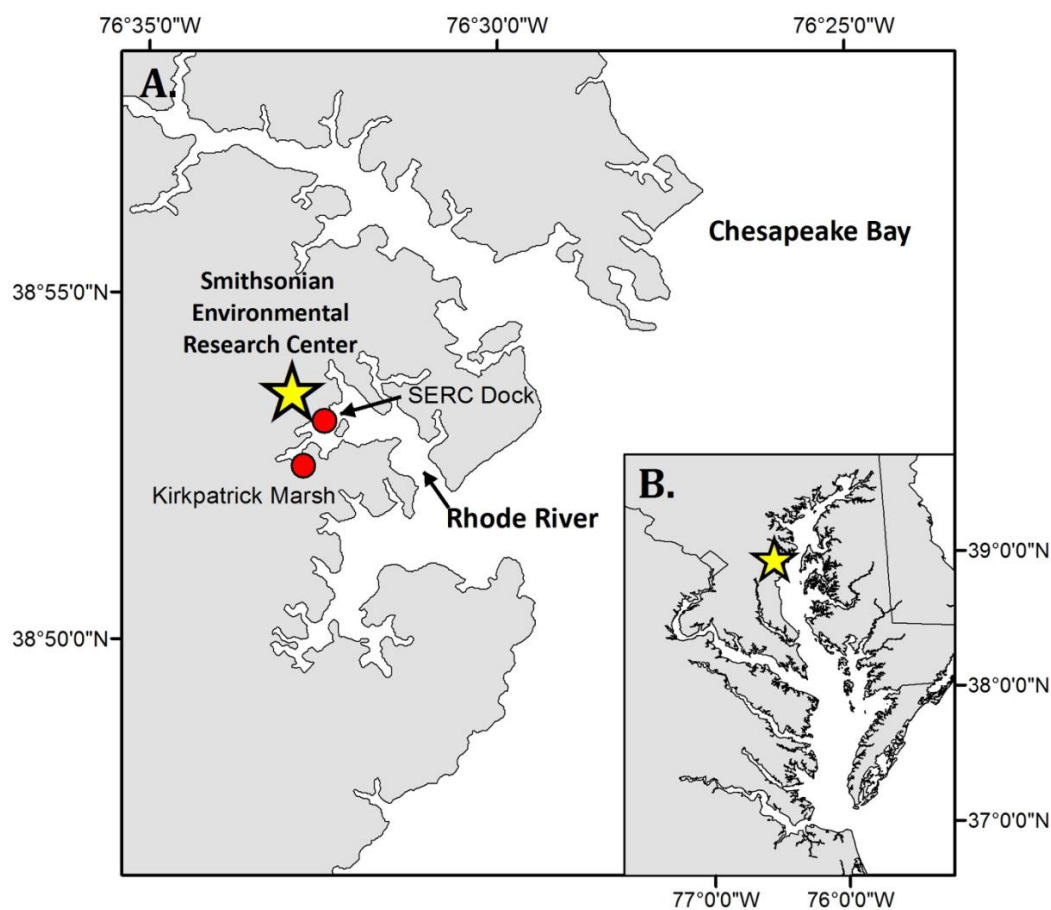 76°35'0"W
76°30'0"W
76°25'0"W
A.
Chesapeake Bay
38°55'0"N
Smithsonian
Environmental
Research Center
SERC Dock
Kirkpatrick Marsh
Rhode River
B.
39°0'0"N
38°50'0"N
38°0'0"N
37°0'0"N
77°0'0"W
76°0'0"W